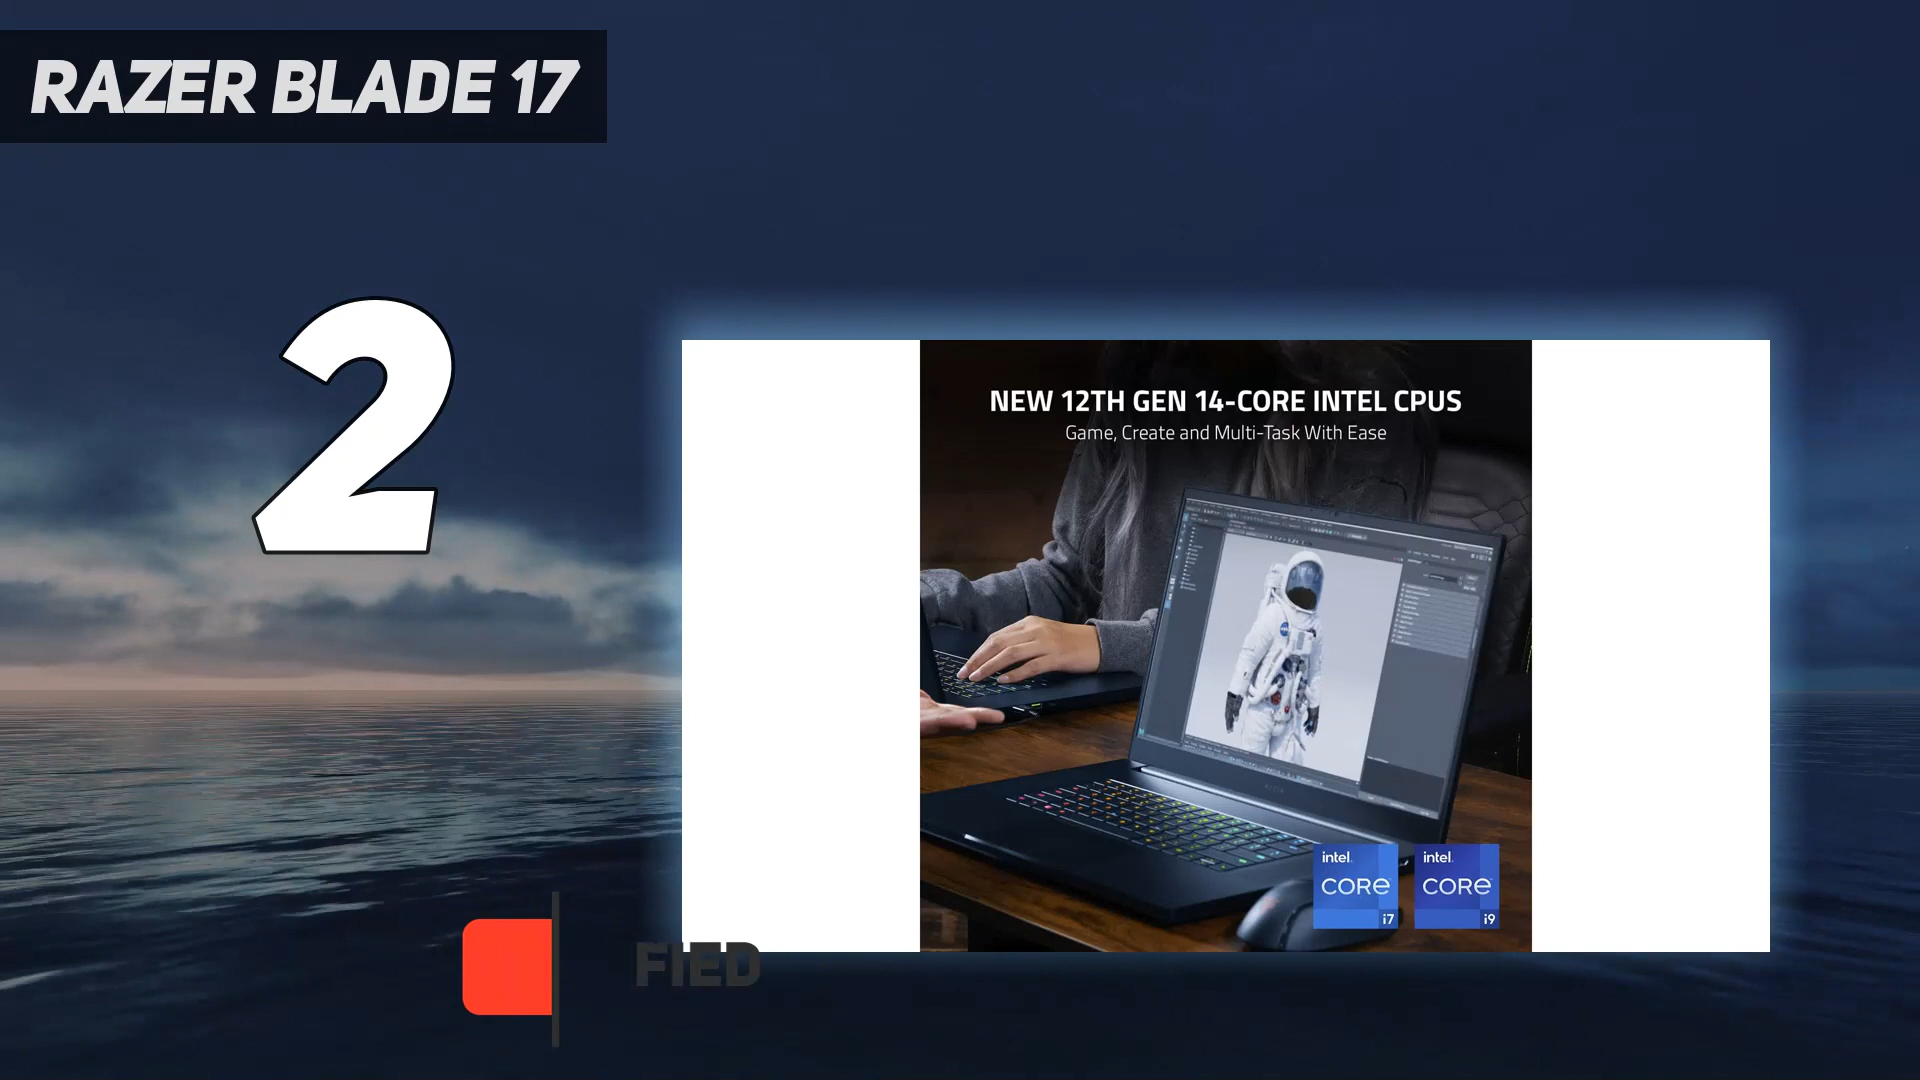 RAZER BLADE 17
2
NEW 12TH GEN 14-CORE INTEL CPUS
Game, Create and Multi-Task With Ease
intel
CORE
i7
intel
CORE
i9
FIED